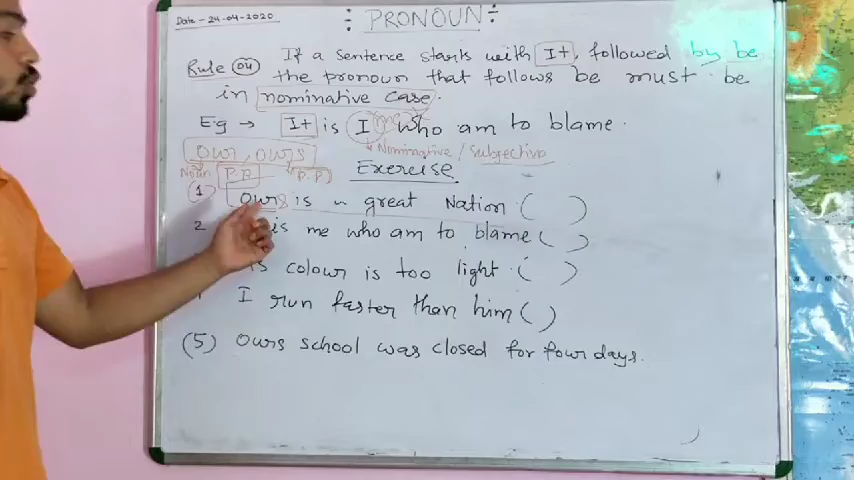 Date - 24-04-2020
PRONOUN
Rule 04 If a sentence starts with It, followed by be
the pronoun that follows be must be
in nominative case.
E.g → It is I who am to blame.
our, ours
Nominative / subjective
Noun P.P P.P
Exercise
(1) Ours is a great Nation ( )
2 is me who am to blame ( )
is colour is too light. ( )
I run faster than him ( )
(5) Ours school was closed for four days.